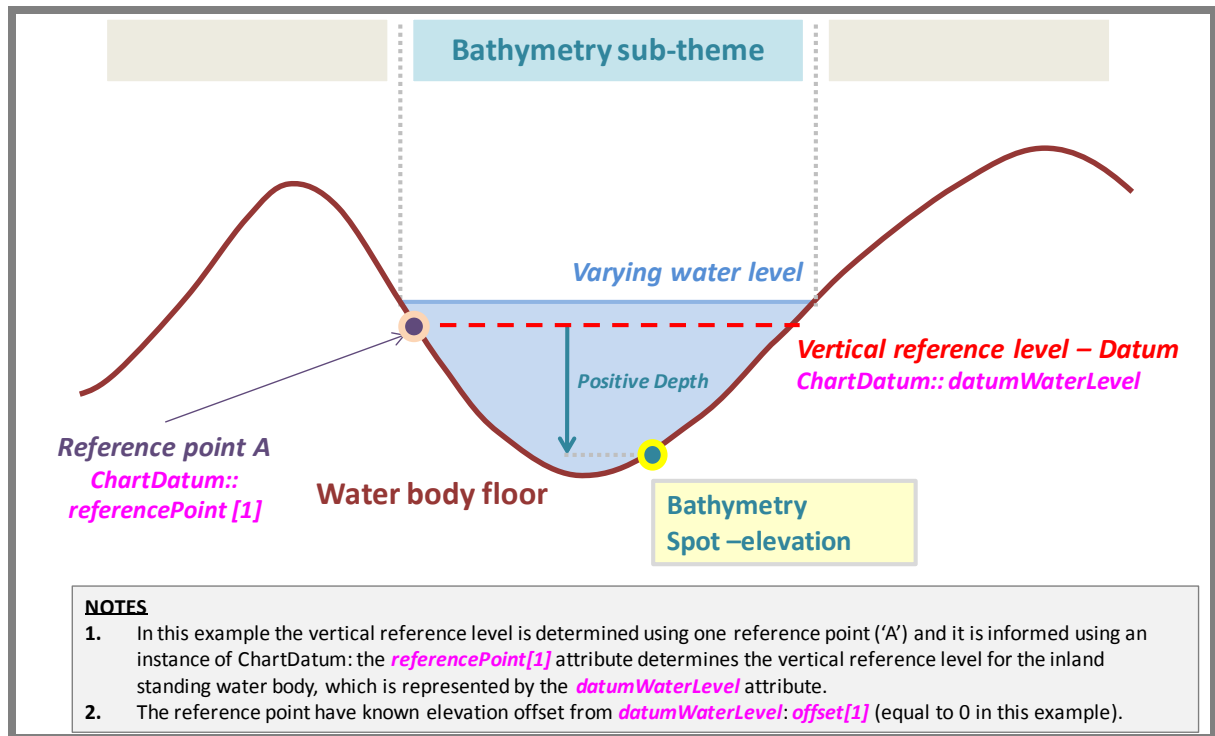 Bathymetry sub-theme
Varying water level
Vertical reference level – Datum
ChartDatum:: datumWaterLevel
Positive Depth
Reference point A
ChartDatum::
referencePoint [1]
Water body floor
Bathymetry
Spot –elevation
NOTES
1. In this example the vertical reference level is determined using one reference point (‘A’) and it is informed using an
instance of ChartDatum: the referencePoint[1] attribute determines the vertical reference level for the inland
standing water body, which is represented by the datumWaterLevel attribute.
2. The reference point have known elevation offset from datumWaterLevel: offset[1] (equal to 0 in this example).